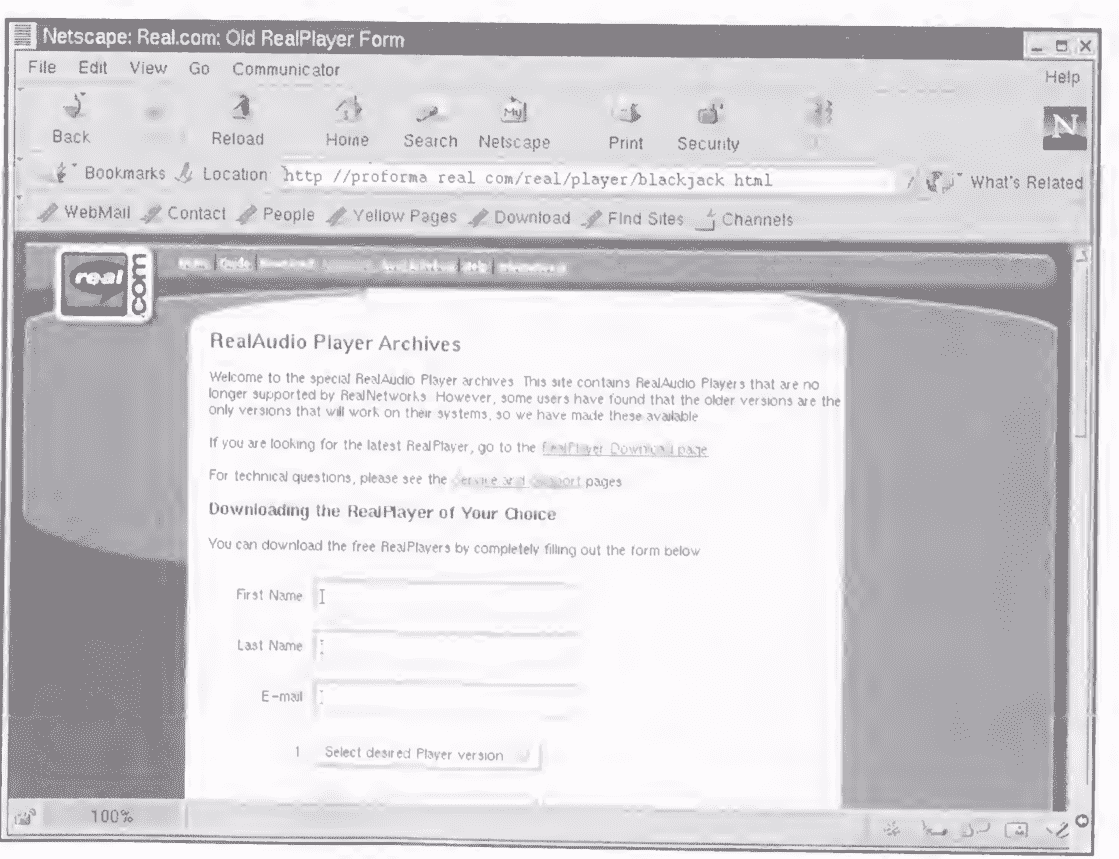 Netscape: Real.com: Old RealPlayer Form
File Edit View Go Communicator Help
Back Reload Home Search Netscape Print Security
My
N
Bookmarks Location http //proforma real com/real/player/blackjack html What's Related
WebMail Contact People Yellow Pages Download Find Sites Channels
real
com
RealAudio Player Archives
Welcome to the special RealAudio Player archives This site contains RealAudio Players that are no
longer supported by RealNetworks However, some users have found that the older versions are the
only versions that will work on their systems, so we have made these available
If you are looking for the latest RealPlayer, go to the RealPlayer Download page
For technical questions, please see the Service and Support pages
Downloading the RealPlayer of Your Choice
You can download the free RealPlayers by completely filling out the form below
First Name
Last Name
E-mail
1 Select desired Player version
100%